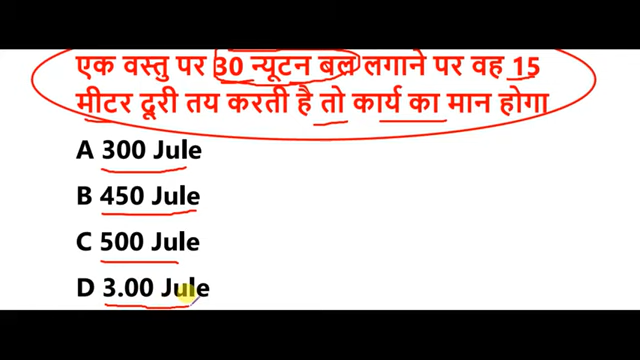 एक वस्तु पर 30 न्यूटन बल लगाने पर वह 15
मीटर दूरी तय करती है तो कार्य का मान होगा
A 300 Jule
B 450 Jule
C 500 Jule
D 3.00 Jule